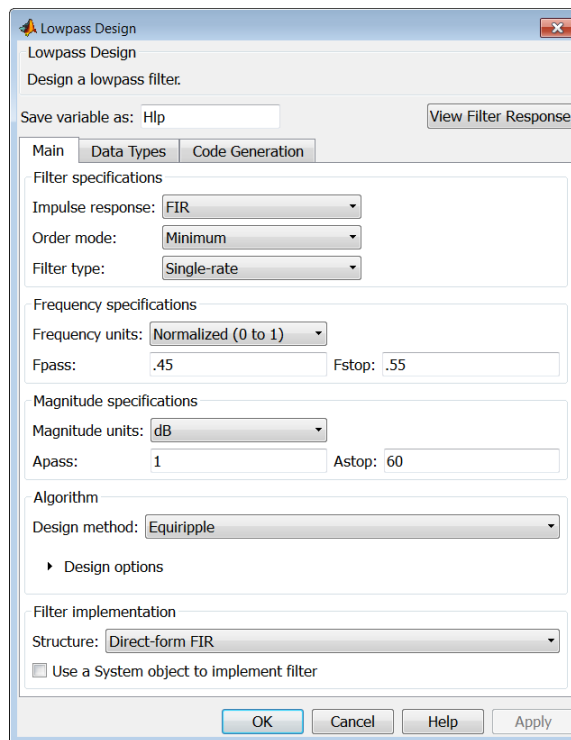 Lowpass Design
Lowpass Design
Design a lowpass filter.
Save variable as: Hlp View Filter Response
Main Data Types Code Generation
Filter specifications
Impulse response: FIR
Order mode: Minimum
Filter type: Single-rate
Frequency specifications
Frequency units: Normalized (0 to 1)
Fpass: .45 Fstop: .55
Magnitude specifications
Magnitude units: dB
Apass: 1 Astop: 60
Algorithm
Design method: Equiripple
Design options
Filter implementation
Structure: Direct-form FIR
Use a System object to implement filter
OK Cancel Help Apply